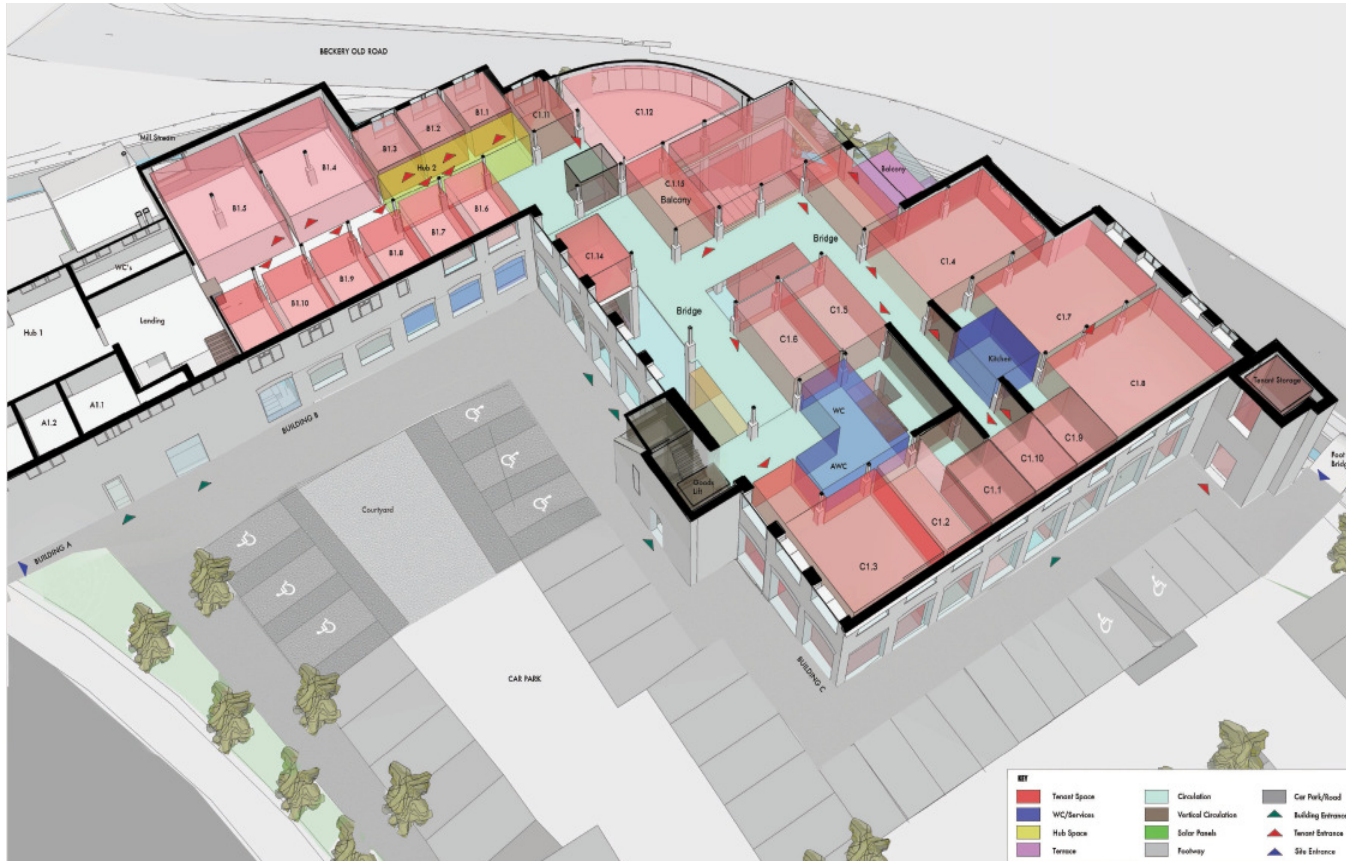 BECKERY OLD ROAD
Mill Stream
B1.1
B1.2
B1.3
C1.11
C1.12
B1.4
B1.5
Hub 2
B1.6
B1.7
B1.8
B1.9
B1.10
C.1.15
Balcony
Balcony
Bridge
C1.4
C1.14
Bridge
C1.5
C1.6
C1.7
C1.8
Kitchen
Tenant Storage
WC's
Landing
Hub 1
A1.1
A1.2
WC
AWC
C1.9
C1.10
C1.1
C1.2
C1.3
Goods
Lift
Foot
Bridge
BUILDING B
Courtyard
BUILDING A
CAR PARK
BUILDING C
KEY
Tenant Space
WC/Services
Hub Space
Terrace
Circulation
Vertical Circulation
Solar Panels
Footway
Car Park/Road
Building Entrance
Tenant Entrance
Site Entrance